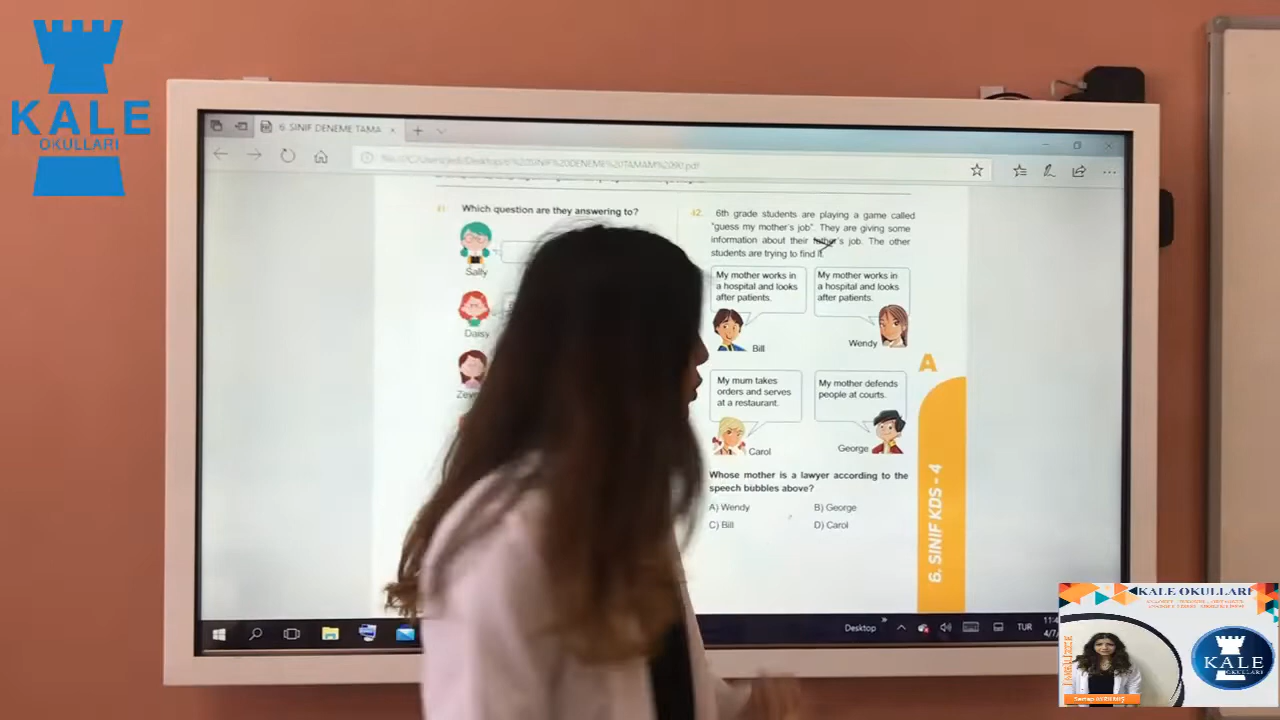 KALE
OKULLARI
6. SINIF DENEME TAMA
Which question are they answering to?
Sally
Daisy
42. 6th grade students are playing a game called
"guess my mother's job". They are giving some
information about their father's job. The other
students are trying to find it.
My mother works in
a hospital and looks
after patients.
Bill
My mother works in
a hospital and looks
after patients.
Wendy
My mum takes
orders and serves
at a restaurant.
Carol
My mother defends
people at courts.
George
Whose mother is a lawyer according to the
speech bubbles above?
A) Wendy
B) George
C) Bill
D) Carol
A
6. SINIF KDS - 4
Desktop
TUR
KALE OKULLARI
KALE
OKULLARI